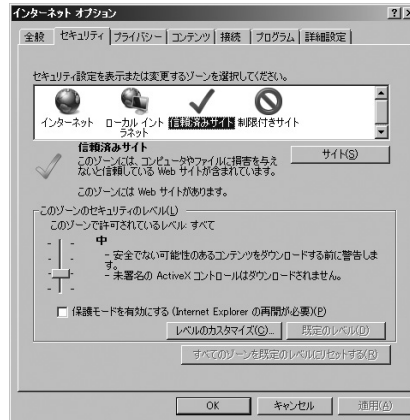 インターネット オプション
全般 セキュリティ プライバシー コンテンツ 接続 プログラム 詳細設定
セキュリティ設定を表示または変更するゾーンを選択してください。
インターネット ローカル イントラネット 信頼済みサイト 制限付きサイト
信頼済みサイト
サイト(S)
このゾーンには、コンピュータやファイルに損害を与え
ないと信頼している Web サイトが含まれています。
このゾーンには Web サイトがあります。
このゾーンのセキュリティのレベル(L)
このゾーンで許可されているレベル: すべて
中
- 安全でない可能性のあるコンテンツをダウンロードする前に警告しま
す。
- 未署名の ActiveX コントロールはダウンロードされません。
保護モードを有効にする (Internet Explorer の再開が必要)(P)
レベルのカスタマイズ(C)... 既定のレベル(D)
すべてのゾーンを既定のレベルにリセットする(R)
OK キャンセル 適用(A)